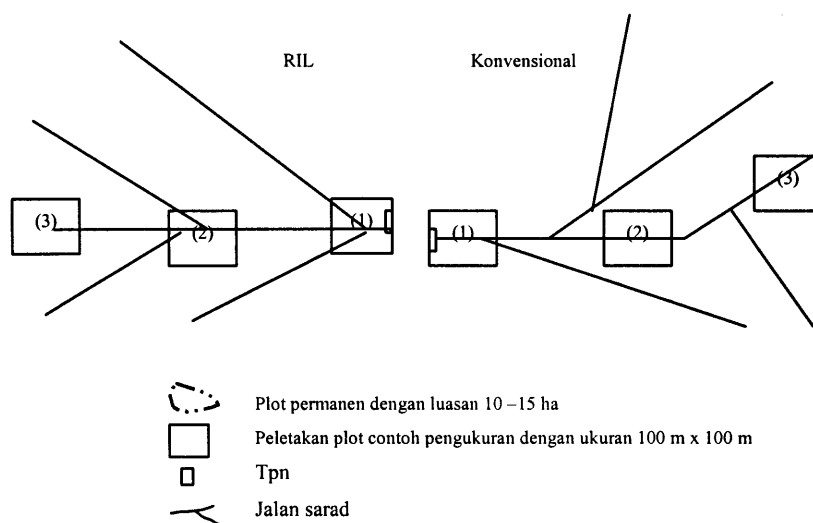 RIL Konvensional
(3) (2) (1) (1) (2) (3)
Plot permanen dengan luasan 10 –15 ha
Peletakan plot contoh pengukuran dengan ukuran 100 m x 100 m
Tpn
Jalan sarad